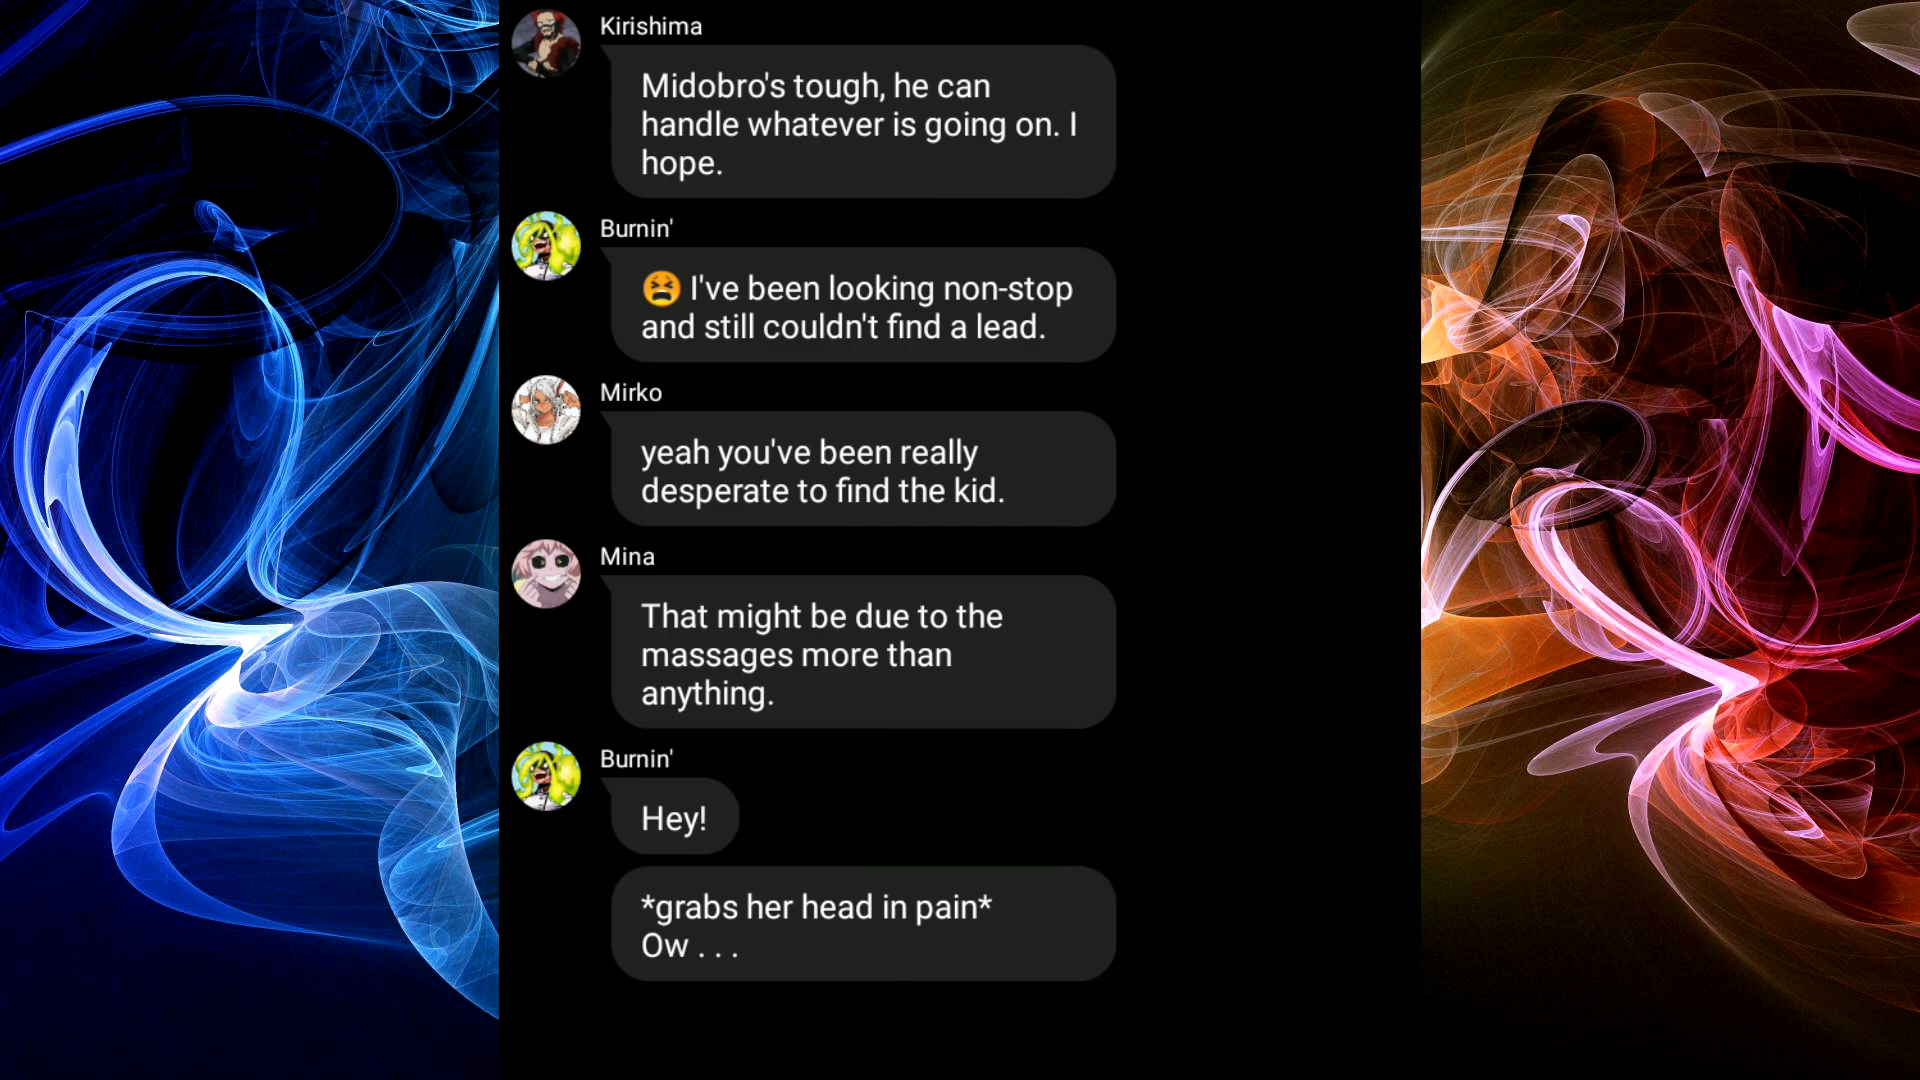 Kirishima
Midobro's tough, he can
handle whatever is going on. I
hope.
Burnin'
😫 I've been looking non-stop
and still couldn't find a lead.
Mirko
yeah you've been really
desperate to find the kid.
Mina
That might be due to the
massages more than
anything.
Burnin'
Hey!
*grabs her head in pain*
Ow . . .